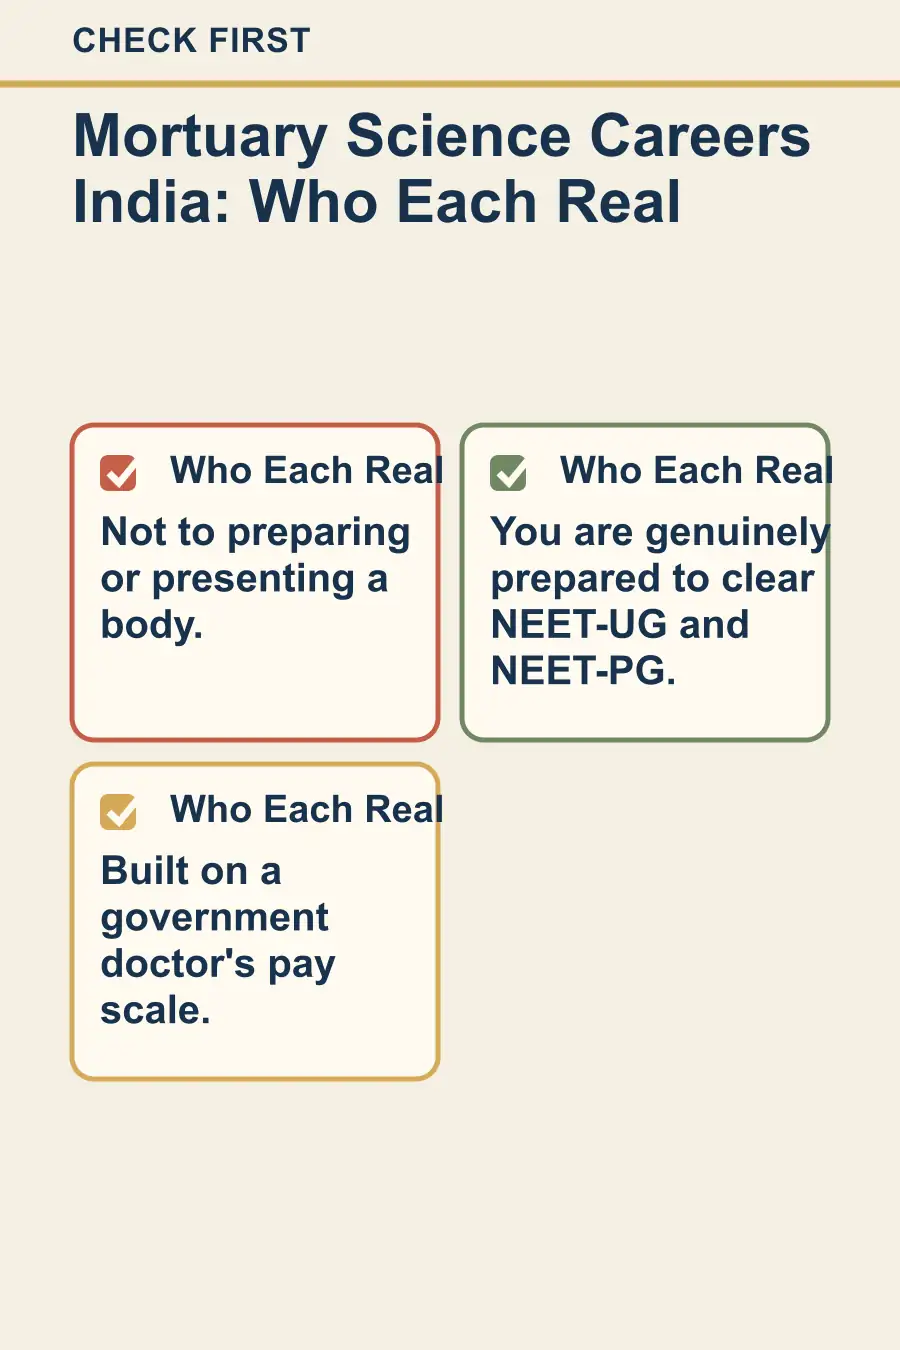 CHECK FIRST
Mortuary Science Careers
India: Who Each Real
Who Each Real
Not to preparing
or presenting a
body.
Who Each Real
You are genuinely
prepared to clear
NEET-UG and
NEET-PG.
Who Each Real
Built on a
government
doctor's pay
scale.